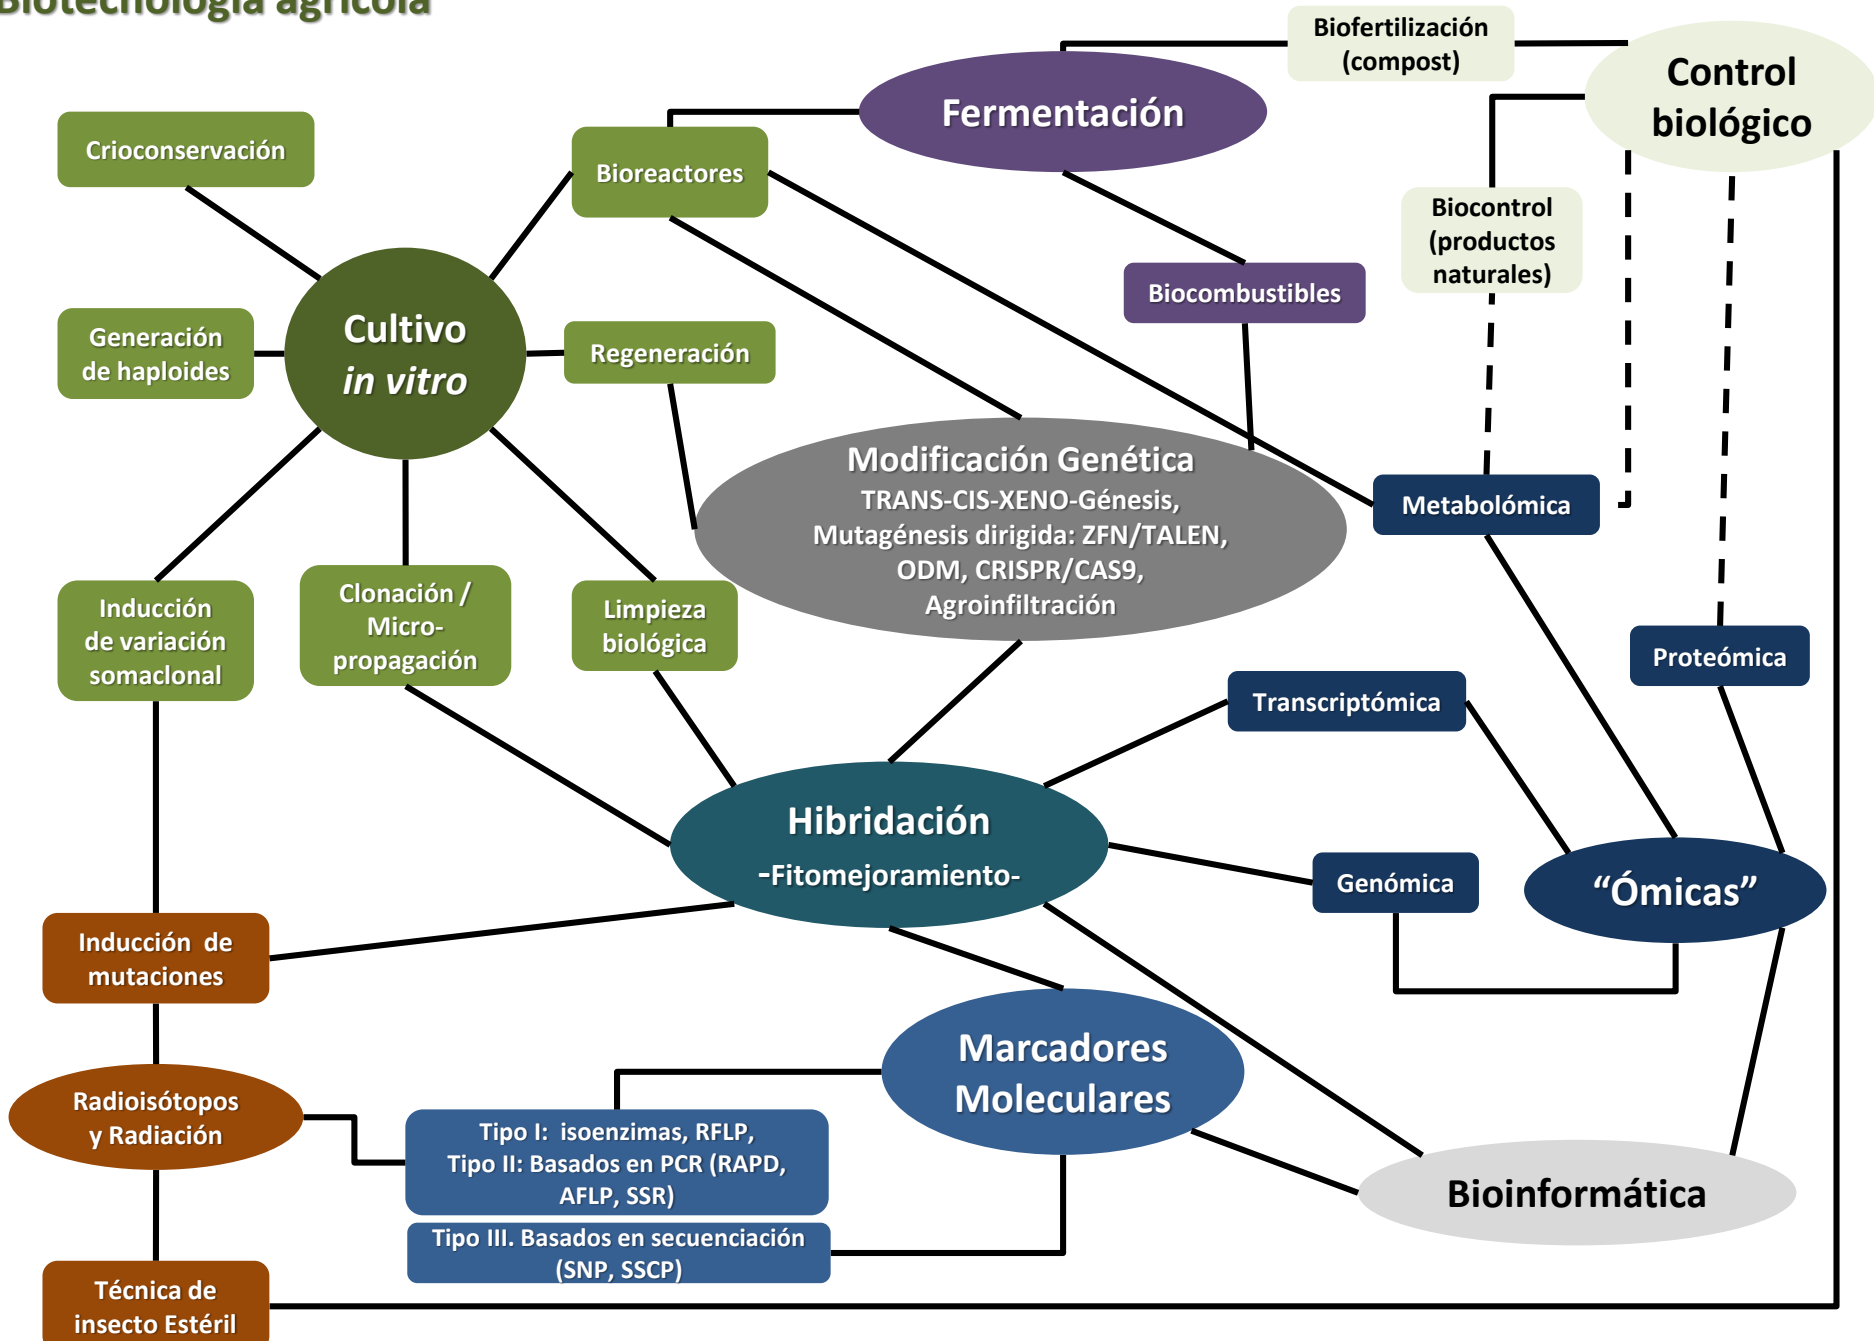 Biotecnología agrícola
Biofertilización
(compost)
Control
biológico
Fermentación
Crioconservación
Bioreactores
Biocontrol
(productos
naturales)
Biocombustibles
Generación
de haploides
Cultivo
in vitro
Regeneración
Modificación Genética
TRANS-CIS-XENO-Génesis,
Mutagénesis dirigida: ZFN/TALEN,
ODM, CRISPR/CAS9,
Agroinfiltración
Metabolómica
Inducción
de variación
somaclonal
Clonación /
Micro-
propagación
Limpieza
biológica
Proteómica
Transcriptómica
Hibridación
-Fitomejoramiento-
Genómica
“Ómicas”
Inducción  de
mutaciones
Marcadores
Moleculares
Radioisótopos
y Radiación
Tipo I:  isoenzimas, RFLP,
Tipo II: Basados en PCR (RAPD,
AFLP, SSR)
Bioinformática
Tipo III. Basados en secuenciación
(SNP, SSCP)
Técnica de
insecto Estéril